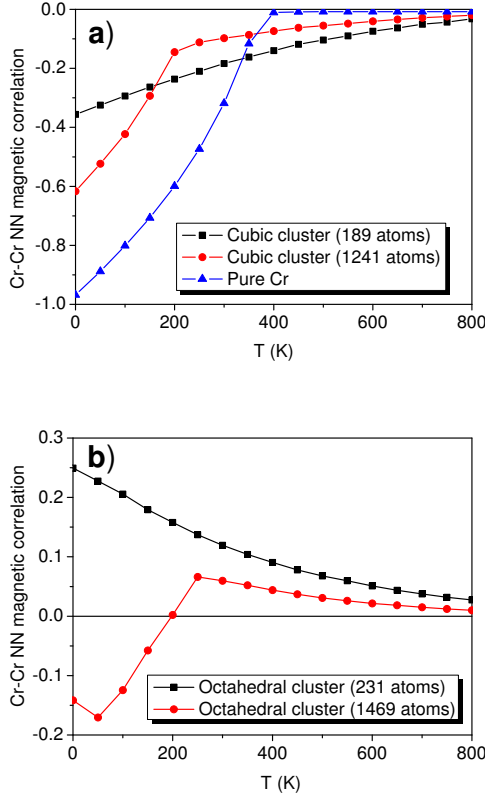 a)
Cr-Cr NN magnetic correlation
0.0
-0.2
-0.4
-0.6
-0.8
-1.0
Cubic cluster (189 atoms)
Cubic cluster (1241 atoms)
Pure Cr
0 200 400 600 800
T (K)
b)
Cr-Cr NN magnetic correlation
0.3
0.2
0.1
0.0
-0.1
-0.2
Octahedral cluster (231 atoms)
Octahedral cluster (1469 atoms)
0 200 400 600 800
T (K)